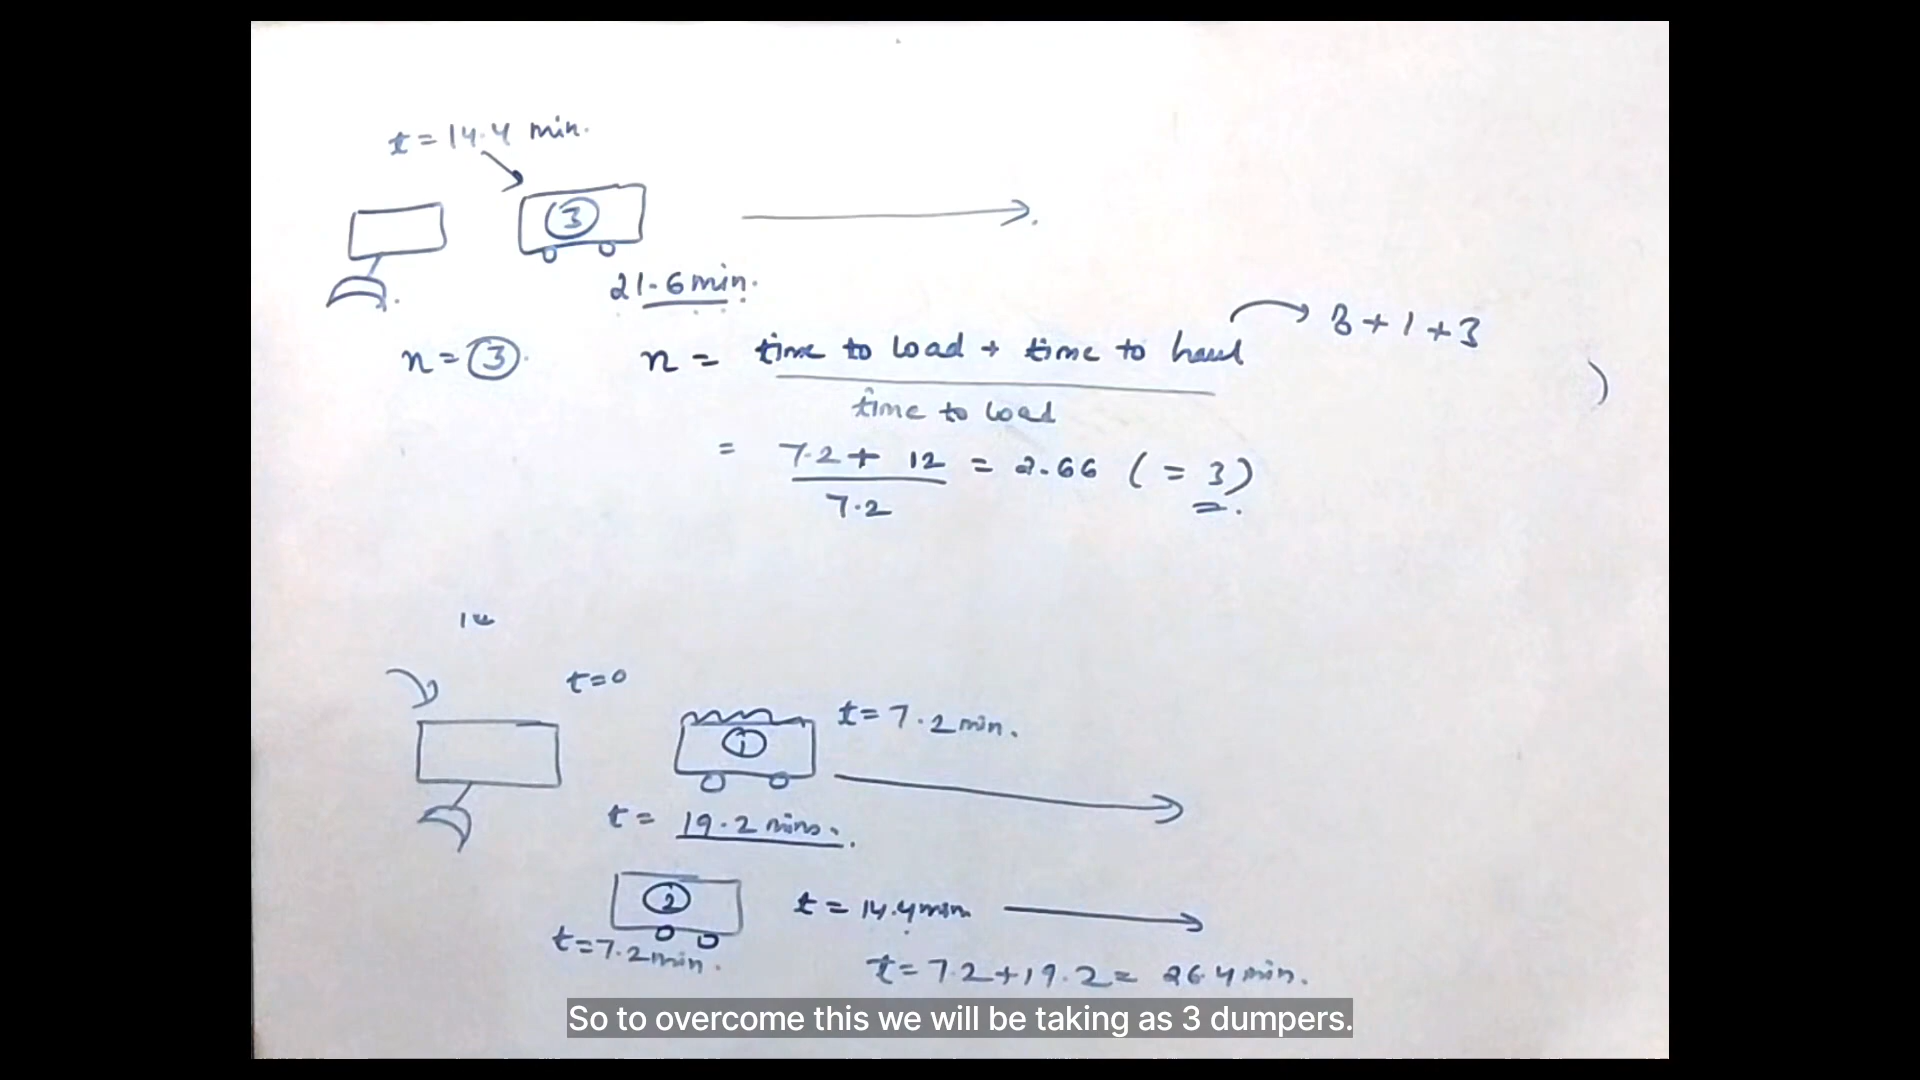 t = 14.4 min.
3
21.6 min.
n = 3.
n = time to load + time to haul → 3 + 1 + 3
time to load
= 7.2 + 12 = 2.66 (= 3)
7.2
t=0
1
t = 7.2 min.
t = 19.2 mins.
2
t = 14.4 min
t=7.2 min.
t = 7.2+19.2 = 26.4 min.
So to overcome this we will be taking as 3 dumpers.